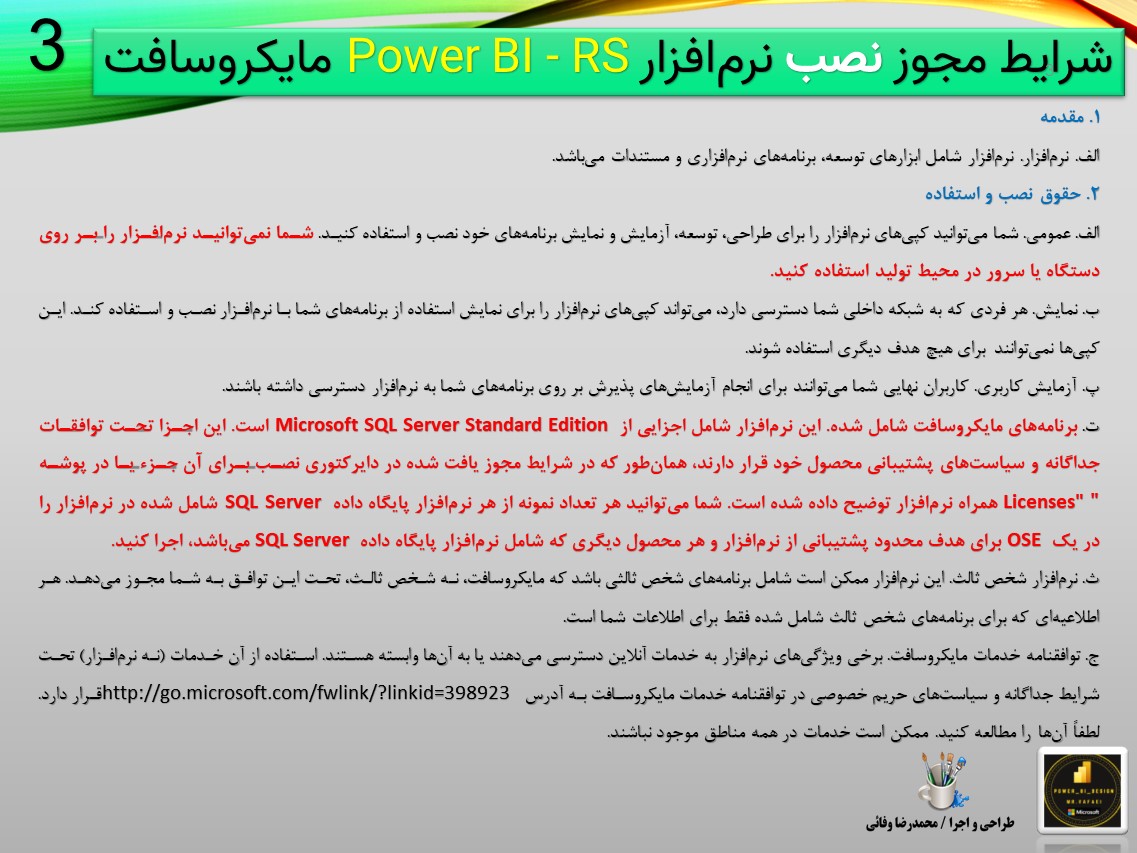 3
شرایط مجوز نصب نرم‌افزار Power BI - RS مایکروسافت
۱. مقدمه
الف. نرم‌افزار. نرم‌افزار شامل ابزارهای توسعه، برنامه‌های نرم‌افزاری و مستندات می‌باشد.
۲. حقوق نصب و استفاده
الف. عمومی. شما می‌توانید کپی‌های نرم‌افزار را برای طراحی، توسعه، آزمایش و نمایش برنامه‌های خود نصب و استفاده کنید. شما نمی‌توانید نرم‌افزار را بر روی
دستگاه یا سرور در محیط تولید استفاده کنید.
ب. نمایش. هر فردی که به شبکه داخلی شما دسترسی دارد، می‌تواند کپی‌های نرم‌افزار را برای نمایش استفاده از برنامه‌های شما با نرم‌افزار نصب و استفاده کند. این
کپی‌ها نمی‌توانند برای هیچ هدف دیگری استفاده شوند.
پ. آزمایش کاربری. کاربران نهایی شما می‌توانند برای انجام آزمایش‌های پذیرش بر روی برنامه‌های شما به نرم‌افزار دسترسی داشته باشند.
ت. برنامه‌های مایکروسافت شامل شده. این نرم‌افزار شامل اجزایی از Microsoft SQL Server Standard Edition است. این اجزا تحت توافقات
جداگانه و سیاست‌های پشتیبانی محصول خود قرار دارند، همان‌طور که در شرایط مجوز یافت شده در دایرکتوری نصب برای آن جزء یا در پوشه
" "Licenses همراه نرم‌افزار توضیح داده شده است. شما می‌توانید هر تعداد نمونه از هر نرم‌افزار پایگاه داده SQL Server شامل شده در نرم‌افزار را
در یک OSE برای هدف محدود پشتیبانی از نرم‌افزار و هر محصول دیگری که شامل نرم‌افزار پایگاه داده SQL Server می‌باشد، اجرا کنید.
ث. نرم‌افزار شخص ثالث. این نرم‌افزار ممکن است شامل برنامه‌های شخص ثالثی باشد که مایکروسافت، نه شخص ثالث، تحت این توافق به شما مجوز می‌دهد. هر
اطلاعیه‌ای که برای برنامه‌های شخص ثالث شامل شده فقط برای اطلاعات شما است.
ج. توافقنامه خدمات مایکروسافت. برخی ویژگی‌های نرم‌افزار به خدمات آنلاین دسترسی می‌دهند یا به آن‌ها وابسته هستند. استفاده از آن خدمات (نه نرم‌افزار) تحت
شرایط جداگانه و سیاست‌های حریم خصوصی در توافقنامه خدمات مایکروسافت به آدرس http://go.microsoft.com/fwlink/?linkid=398923قرار دارد.
لطفاً آن‌ها را مطالعه کنید. ممکن است خدمات در همه مناطق موجود نباشند.
POWER_BI_DESIGN
MR.VAFAEI
Microsoft
طراحی و اجرا / محمدرضا وفائی